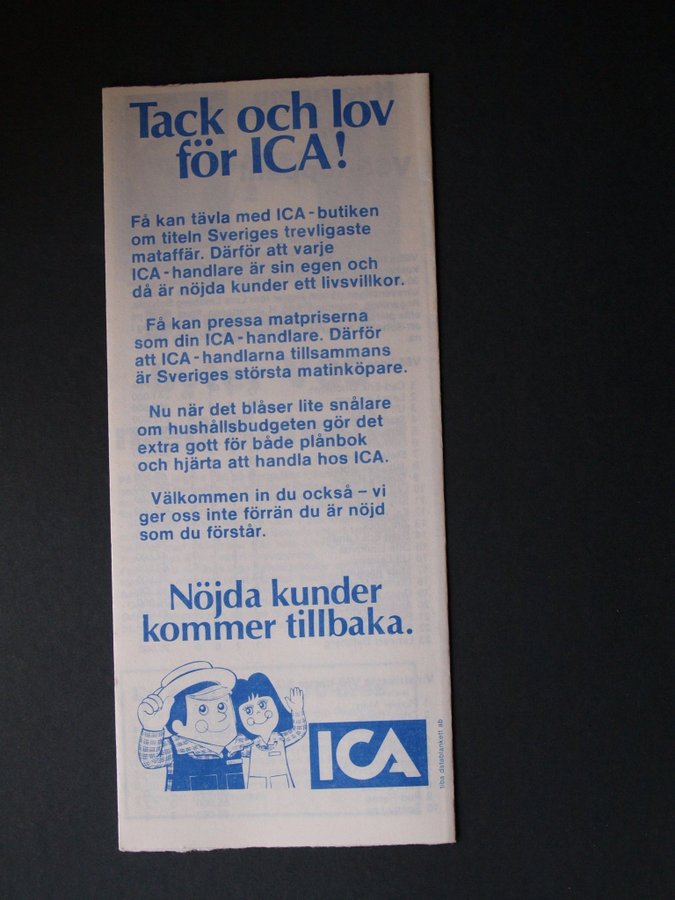 Tack och lov
för ICA!
Få kan tävla med ICA-butiken
om titeln Sveriges trevligaste
mataffär. Därför att varje
ICA-handlare är sin egen och
då är nöjda kunder ett livsvillkor.
Få kan pressa matpriserna
som din ICA-handlare. Därför
att ICA-handlarna tillsammans
är Sveriges största matinköpare.
Nu när det blåser lite snålare
om hushållsbudgeten gör det
extra gott för både plånbok
och hjärta att handla hos ICA.
Välkommen in du också – vi
ger oss inte förrän du är nöjd
som du förstår.
Nöjda kunder
kommer tillbaka.
ICA
tiba datablankett ab